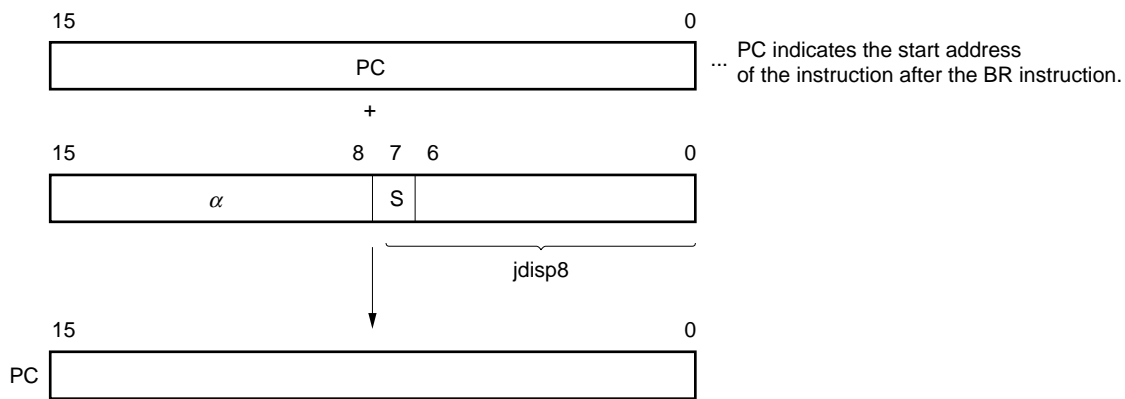 15 0
PC
... PC indicates the start address
of the instruction after the BR instruction.
+
15 8 7 6 0
α S
jdisp8
15 0
PC